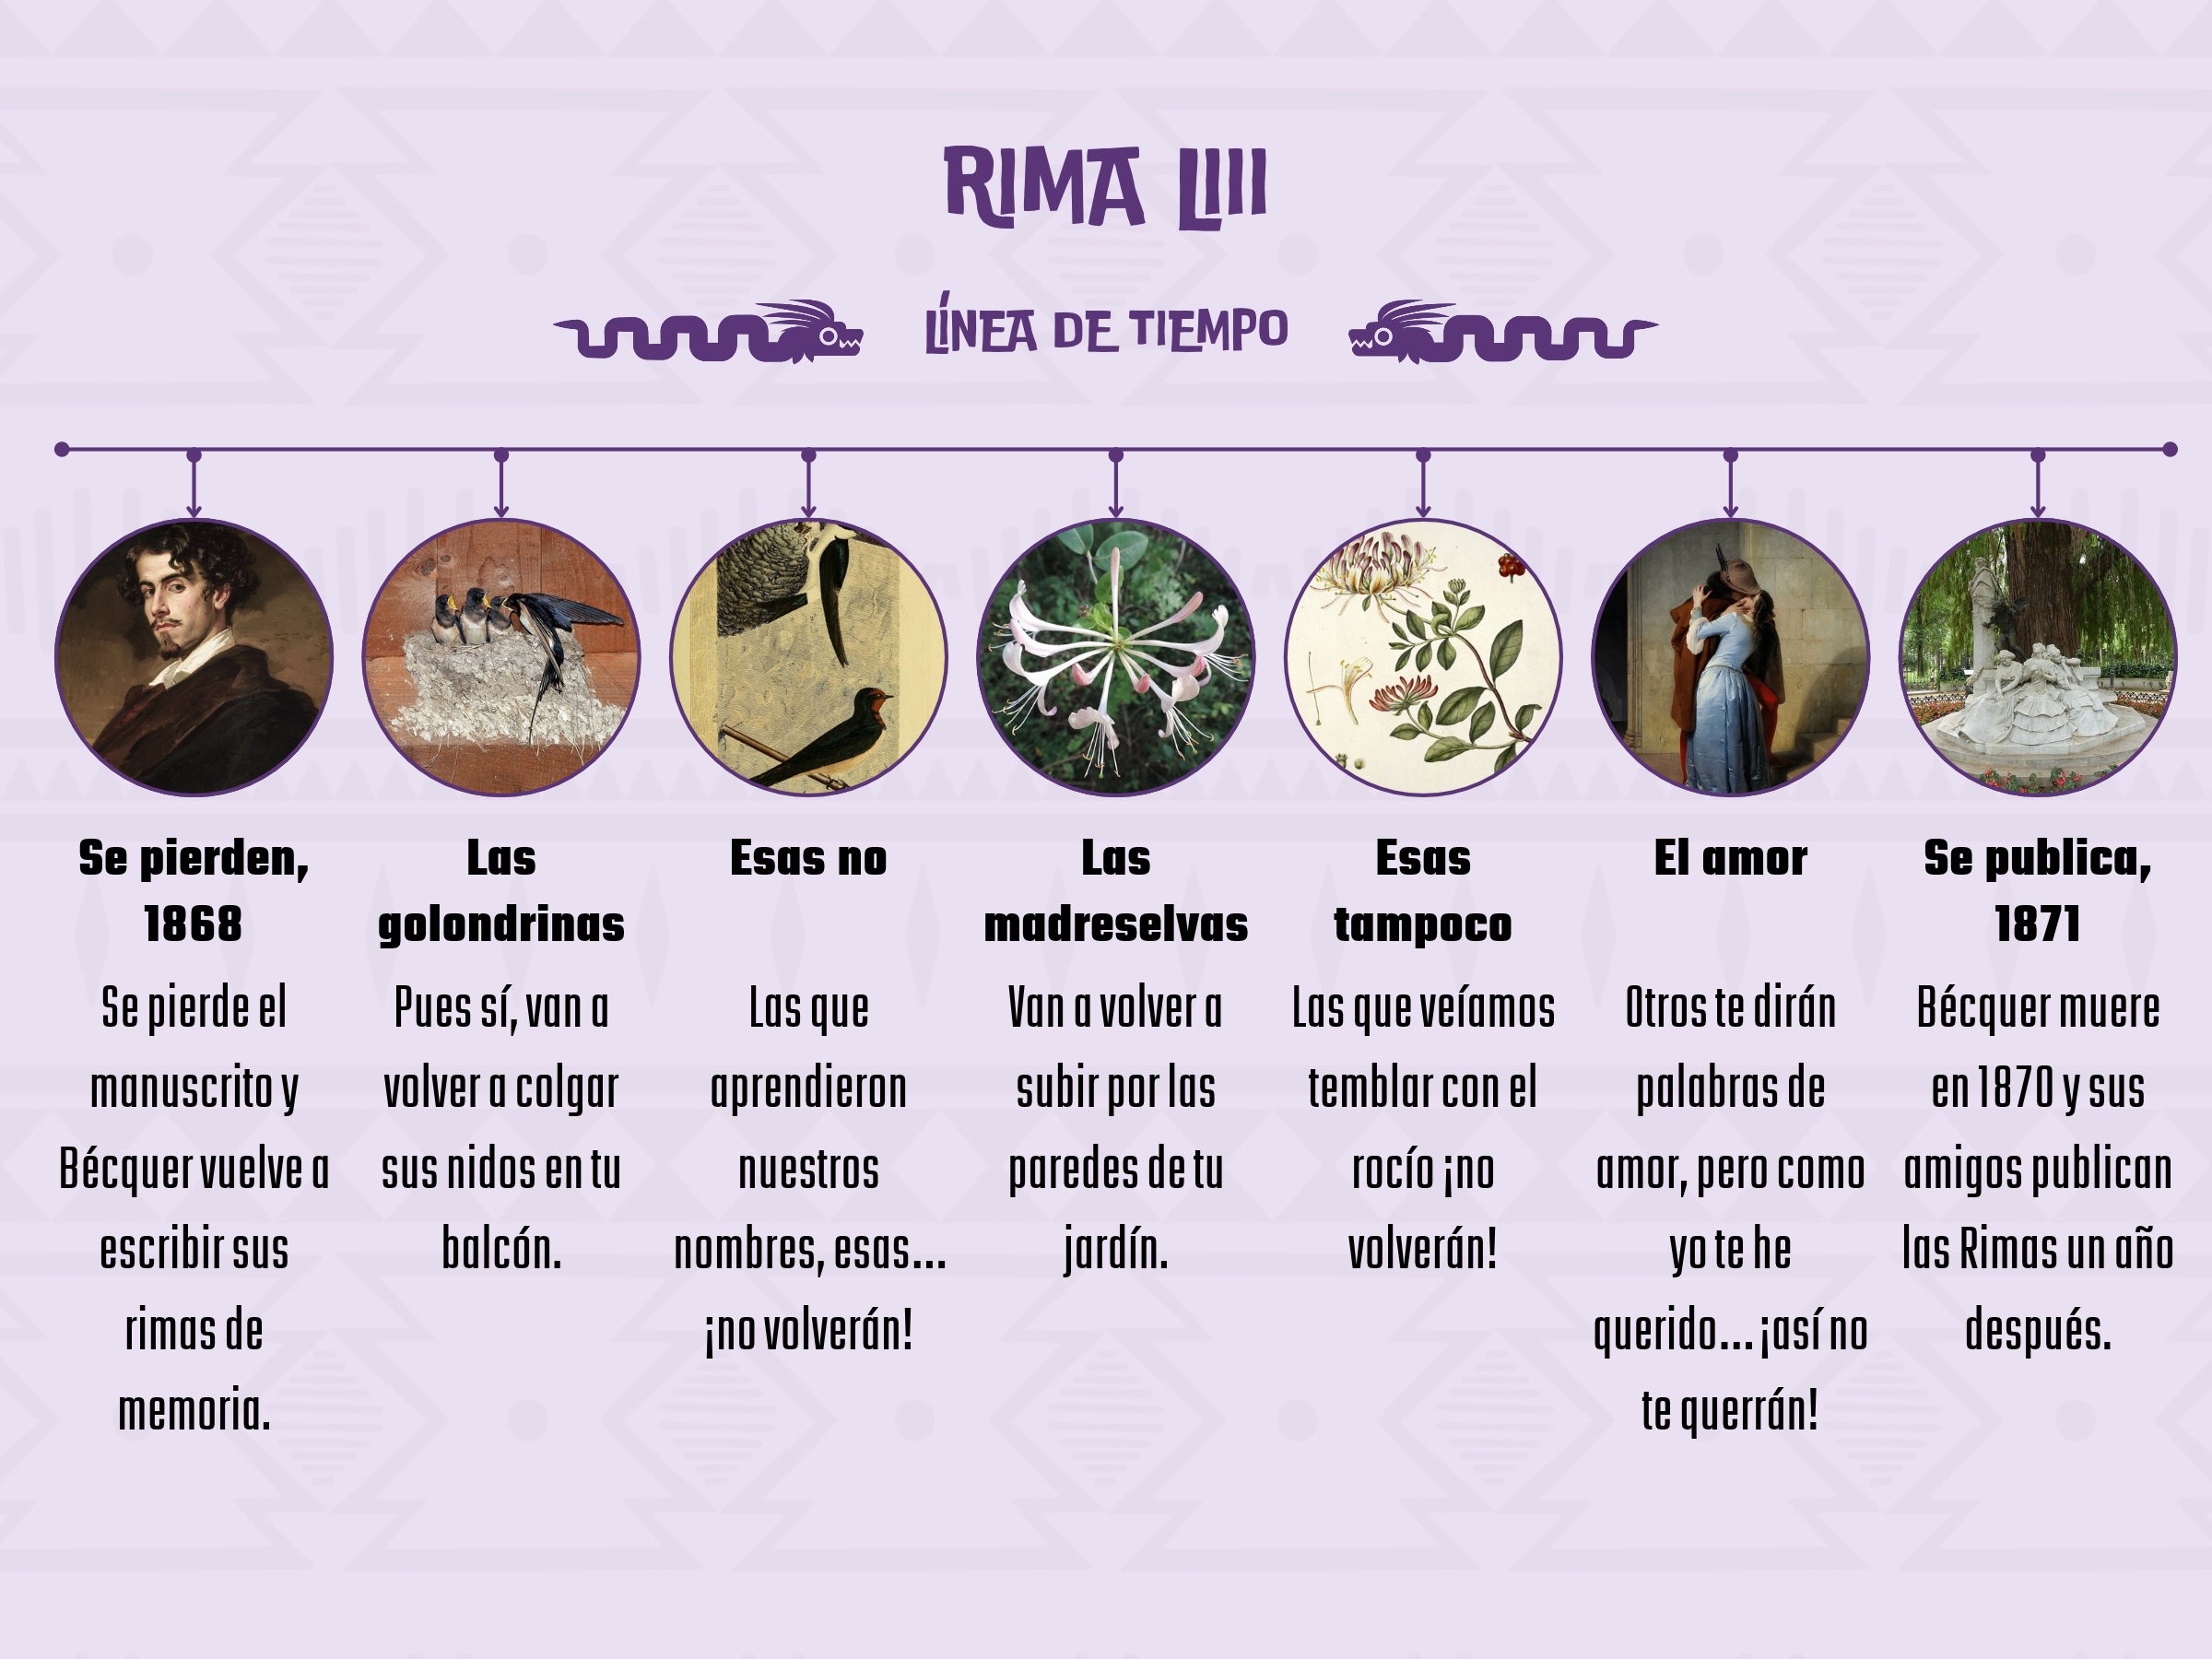 RIMA LIII
LÍNEA DE TIEMPO
Se pierden,
1868
Se pierde el
manuscrito y
Bécquer vuelve a
escribir sus
rimas de
memoria.
Las
golondrinas
Pues sí, van a
volver a colgar
sus nidos en tu
balcón.
Esas no
Las que
aprendieron
nuestros
nombres, esas...
¡no volverán!
Las
madreselvas
Van a volver a
subir por las
paredes de tu
jardín.
Esas
tampoco
Las que veíamos
temblar con el
rocío ¡no
volverán!
El amor
Otros te dirán
palabras de
amor, pero como
yo te he
querido... ¡así no
te querrán!
Se publica,
1871
Bécquer muere
en 1870 y sus
amigos publican
las Rimas un año
después.